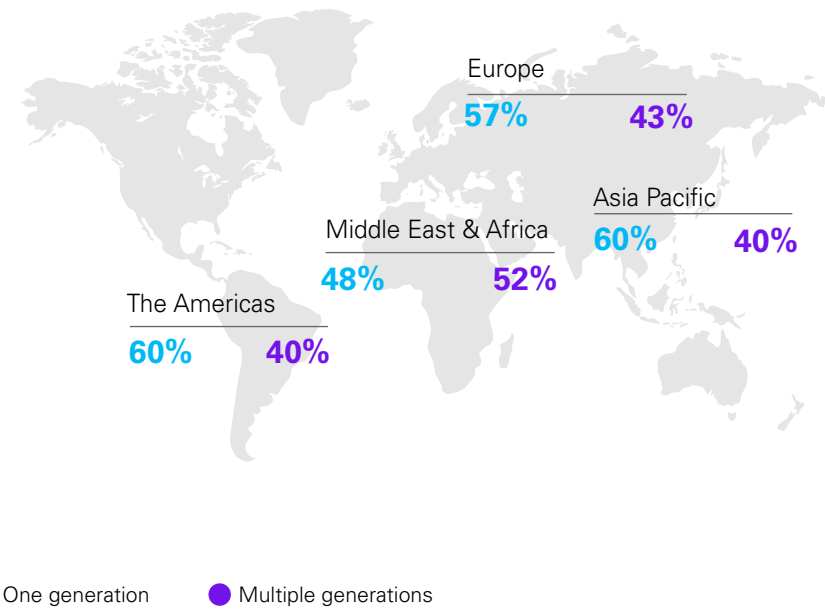 Europe
57% 43%
Asia Pacific
60% 40%
Middle East & Africa
48% 52%
The Americas
60% 40%
One generation Multiple generations